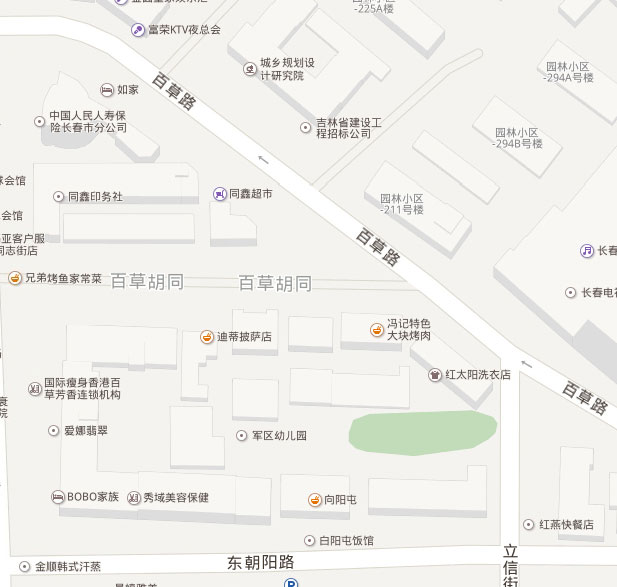 -225A号楼
富荣KTV夜总会
城乡规划设
计研究院
园林小区
-294A号楼
如家
百草路
中国人民人寿保
险长春市分公司
吉林省建设工
程招标公司
园林小区
-294B号楼
会馆
同鑫印务社
同鑫超市
园林小区
-211号楼
会馆
亚客户服
同志街店
百草路
长春
兄弟烤鱼家常菜
百草胡同
百草胡同
长春电视
迪蒂披萨店
冯记特色
大块烤肉
红太阳洗衣店
百草路
国际瘦身香港百
草芳香连锁机构
院
爱娜翡翠
军区幼儿园
BOBO家族
秀域美容保健
向阳屯
红燕快餐店
白阳屯饭馆
东朝阳路
立信街
金顺韩式汗蒸
P